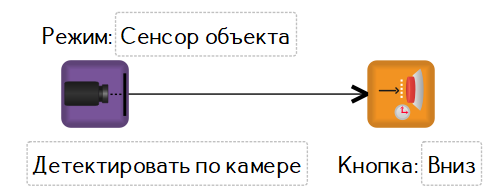 Режим: Сенсор объекта
Детектировать по камере
Кнопка: Вниз